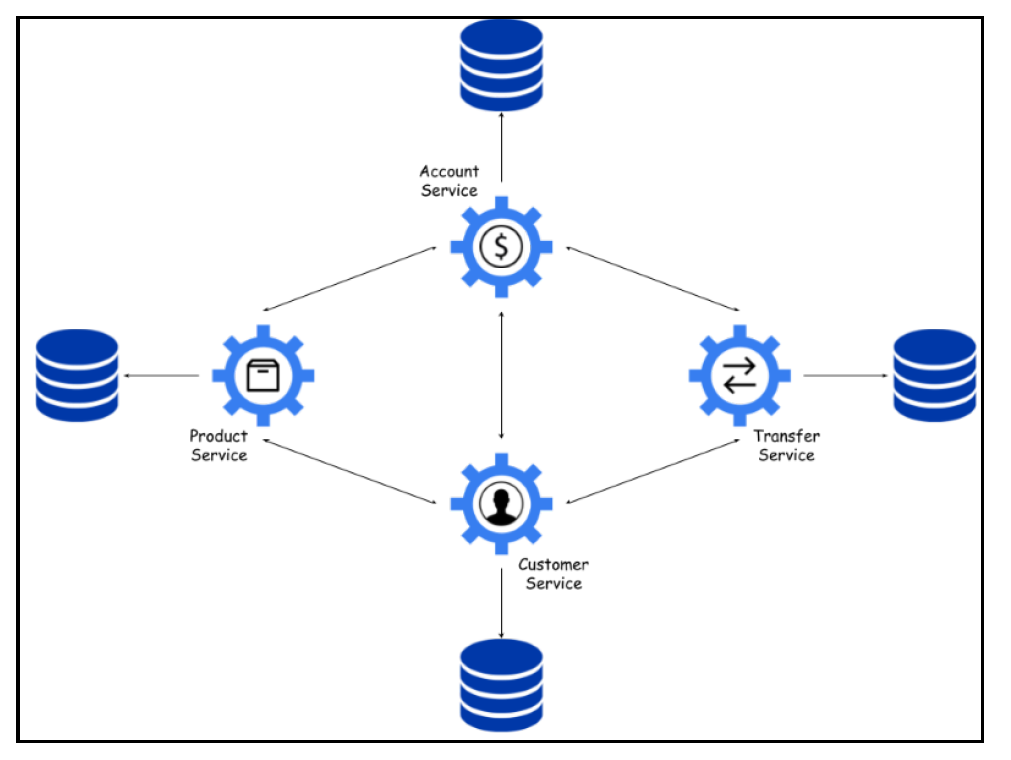 Account
Service
$
Product
Service
Transfer
Service
Customer
Service